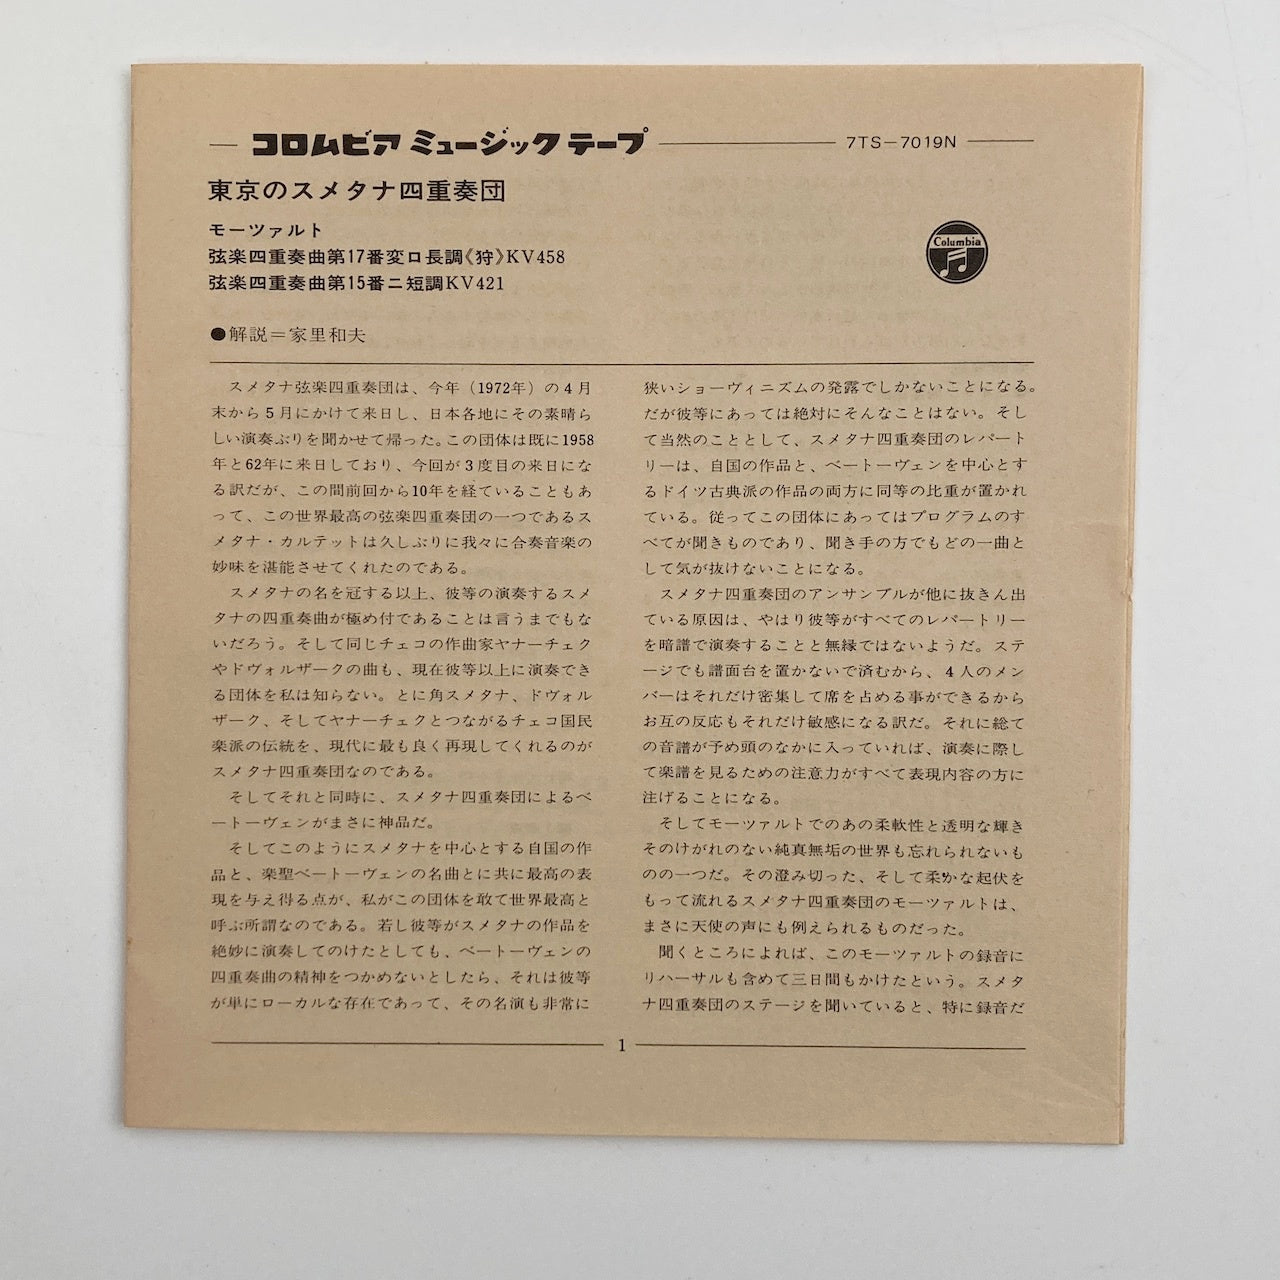 コロムビア ミュージック テープ 7TS-7019N
東京のスメタナ四重奏団
モーツァルト
弦楽四重奏曲第17番変ロ長調《狩》KV458
弦楽四重奏曲第15番ニ短調KV421
Columbia
●解説＝家里和夫
スメタナ弦楽四重奏団は、今年（1972年）の４月
末から５月にかけて来日し、日本各地にその素晴ら
しい演奏ぶりを聞かせて帰った。この団体は既に1958
年と62年に来日しており、今回が３度目の来日にな
る訳だが、この間前回から10年を経ていることもあ
って、この世界最高の弦楽四重奏団の一つであるス
メタナ・カルテットは久しぶりに我々に合奏音楽の
妙味を湛能させてくれたのである。
スメタナの名を冠する以上、彼等の演奏するスメ
タナの四重奏曲が極め付であることは言うまでもな
いだろう。そして同じチェコの作曲家ヤナーチェク
やドヴォルザークの曲も、現在彼等以上に演奏でき
る団体を私は知らない。とに角スメタナ、ドヴォル
ザーク、そしてヤナーチェクとつながるチェコ国民
楽派の伝統を、現代に最も良く再現してくれるのが
スメタナ四重奏団なのである。
そしてそれと同時に、スメタナ四重奏団によるベ
ートーヴェンがまさに神品だ。
そしてこのようにスメタナを中心とする自国の作
品と、楽聖ベートーヴェンの名曲とに共に最高の表
現を与え得る点が、私がこの団体を敢て世界最高と
呼ぶ所謂なのである。若し彼等がスメタナの作品を
絶妙に演奏してのけたとしても、ベートーヴェンの
四重奏曲の精神をつかめないとしたら、それは彼等
が単にローカルな存在であって、その名演も非常に
狭いショーヴィニズムの発露でしかないことになる。
だが彼等にあっては絶対にそんなことはない。そし
て当然のこととして、スメタナ四重奏団のレパート
リーは、自国の作品と、ベートーヴェンを中心とす
るドイツ古典派の作品の両方に同等の比重が置かれ
ている。従ってこの団体にあってはプログラムのす
べてが聞きものであり、聞き手の方でもどの一曲と
して気が抜けないことになる。
スメタナ四重奏団のアンサンブルが他に抜きん出
ている原因は、やはり彼等がすべてのレパートリー
を暗譜で演奏することと無縁ではないようだ。ステ
ージでも譜面台を置かないで済むから、４人のメン
バーはそれだけ密集して席を占める事ができるから
お互の反応もそれだけ敏感になる訳だ。それに総て
の音譜が予め頭のなかに入っていれば、演奏に際し
て楽譜を見るための注意力がすべて表現内容の方に
注げることになる。
そしてモーツァルトでのあの柔軟性と透明な輝き
そのけがれのない純真無垢の世界も忘れられないも
のの一つだ。その澄み切った、そして柔かな起伏を
もって流れるスメタナ四重奏団のモーツァルトは、
まさに天使の声にも例えられるものだった。
聞くところによれば、このモーツァルトの録音に
リハーサルも含めて三日間もかけたという。スメタ
ナ四重奏団のステージを聞いていると、特に録音だ
1